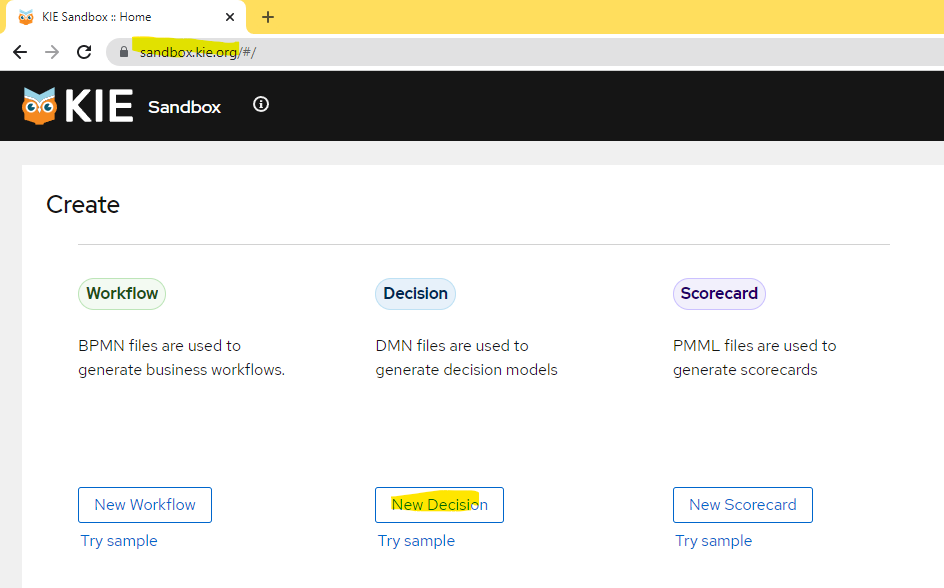 KIE Sandbox :: Home
sandbox.kie.org/#/
KIE Sandbox
Create
Workflow
BPMN files are used to
generate business workflows.
New Workflow
Try sample
Decision
DMN files are used to
generate decision models
New Decision
Try sample
Scorecard
PMML files are used to
generate scorecards
New Scorecard
Try sample